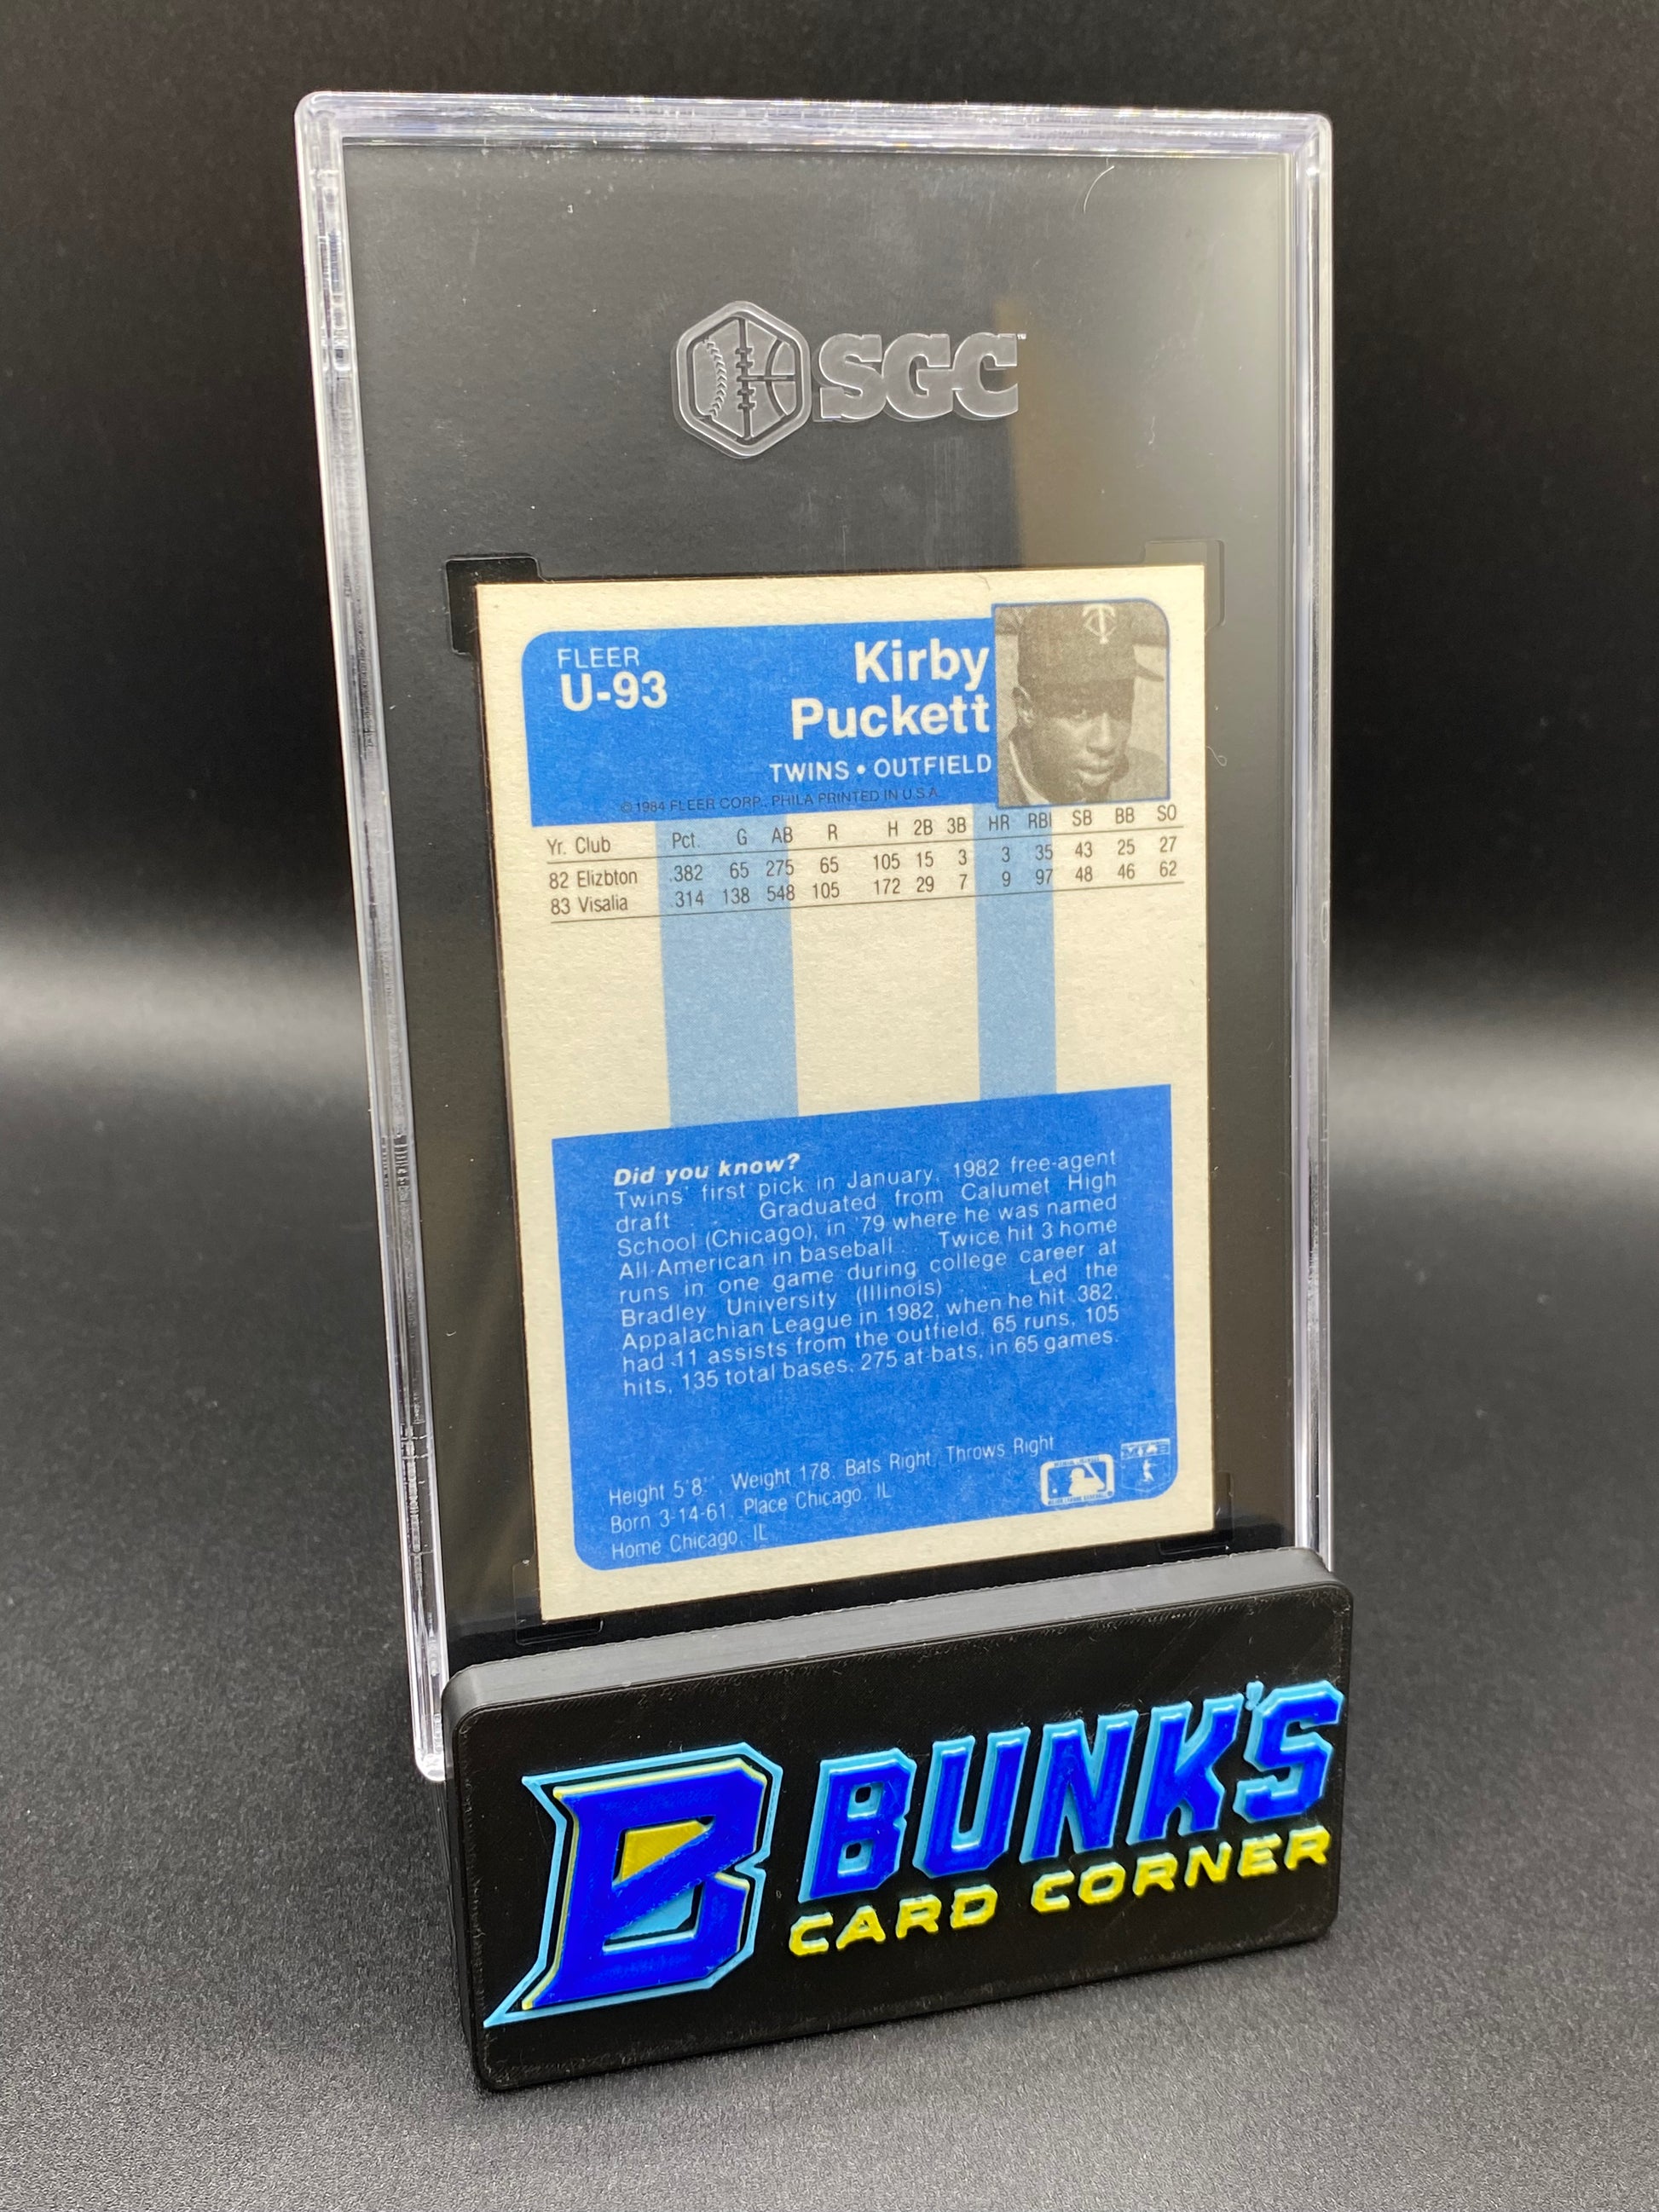 SGC
FLEER
U-93
Kirby
Puckett
TWINS • OUTFIELD
© 1984 FLEER CORP., PHILA PRINTED IN U.S.A.
Yr. Club Pct. G AB R H 2B 3B HR RBI SB BB SO
82 Elizbton .382 65 275 65 105 15 3 3 35 43 25 27
83 Visalia .314 138 548 105 172 29 7 9 97 48 46 62
Did you know?
Twins' first pick in January, 1982 free-agent
draft . . . Graduated from Calumet High
School (Chicago), in '79 where he was named
All-American in baseball . . . Twice hit 3 home
runs in one game during college career at
Bradley University (Illinois) . . . Led the
Appalachian League in 1982, when he hit .382,
had 11 assists from the outfield, 65 runs, 105
hits, 135 total bases, 275 at-bats, in 65 games.
Height 5'8" Weight 178. Bats Right, Throws Right
Born 3-14-61, Place Chicago, IL
Home Chicago, IL
B BUNK'S
CARD CORNER